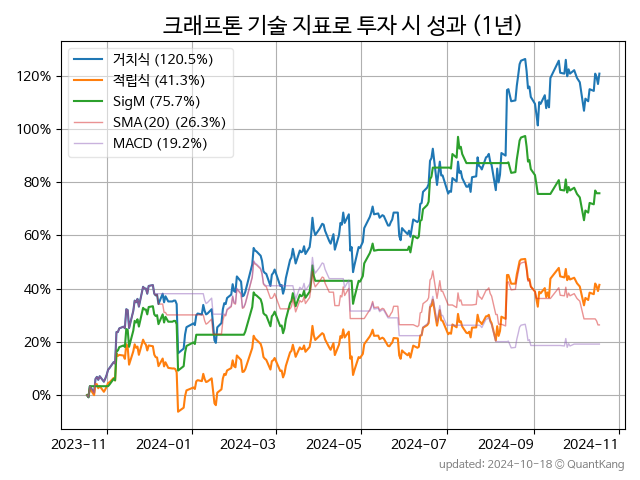 크래프톤 기술 지표로 투자 시 성과 (1년)
거치식 (120.5%)
적립식 (41.3%)
SigM (75.7%)
SMA(20) (26.3%)
MACD (19.2%)
120%
100%
80%
60%
40%
20%
0%
2023-11 2024-01 2024-03 2024-05 2024-07 2024-09 2024-11
updated: 2024-10-18 © QuantKang